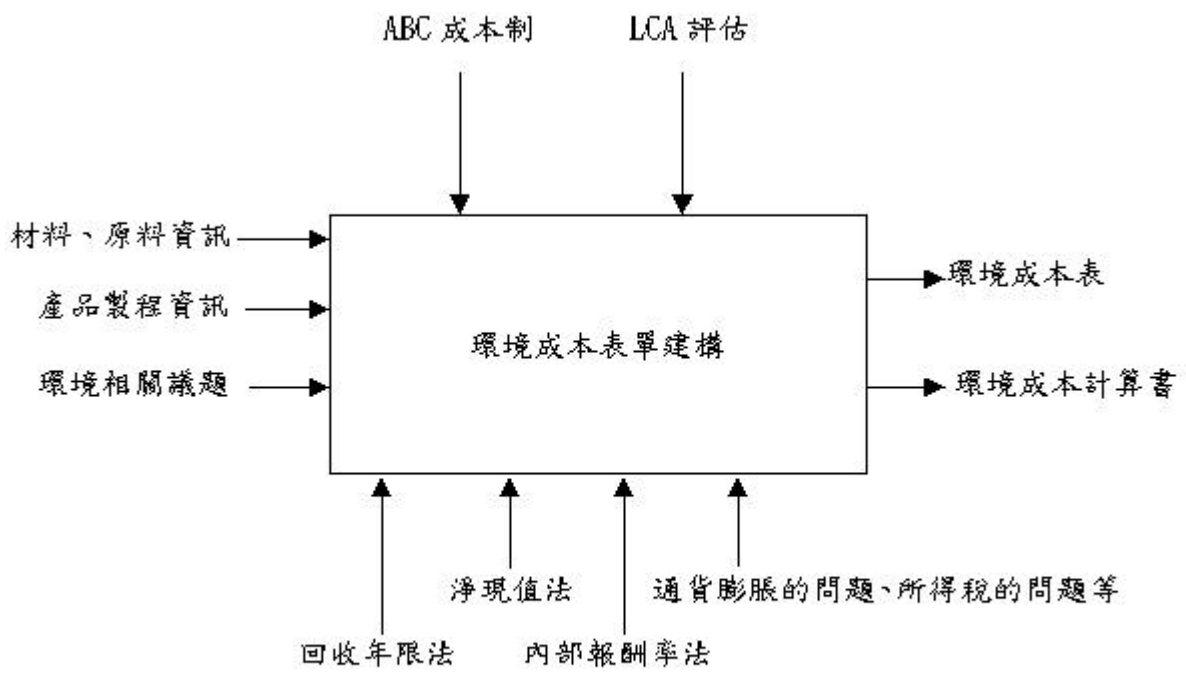 ABC 成本制
LCA 評估
材料、原料資訊
環境成本表
產品製程資訊
環境成本表單建構
環境相關議題
環境成本計算書
淨現值法
通貨膨脹的問題、所得稅的問題等
回收年限法
內部報酬率法